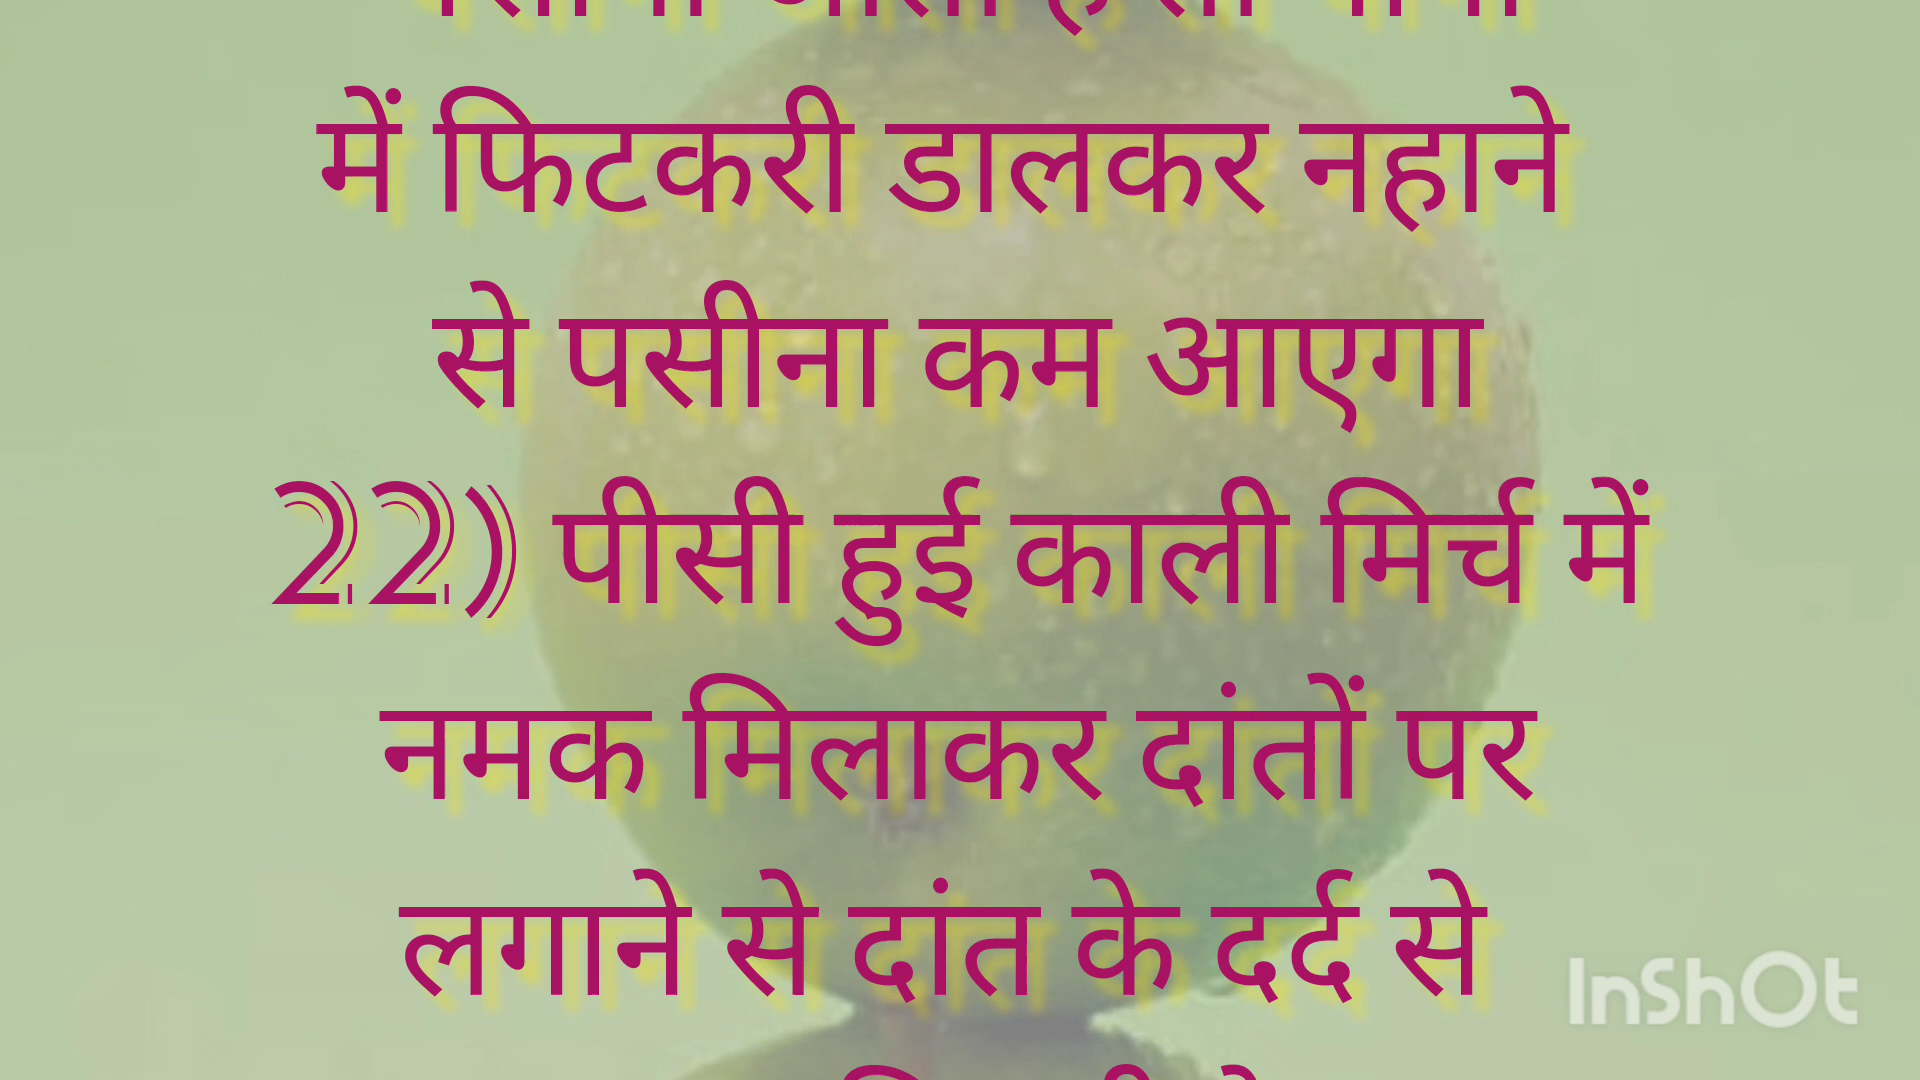 में फिटकरी डालकर नहाने
से पसीना कम आएगा
22) पीसी हुई काली मिर्च में
नमक मिलाकर दांतों पर
लगाने से दांत के दर्द से
InShOt